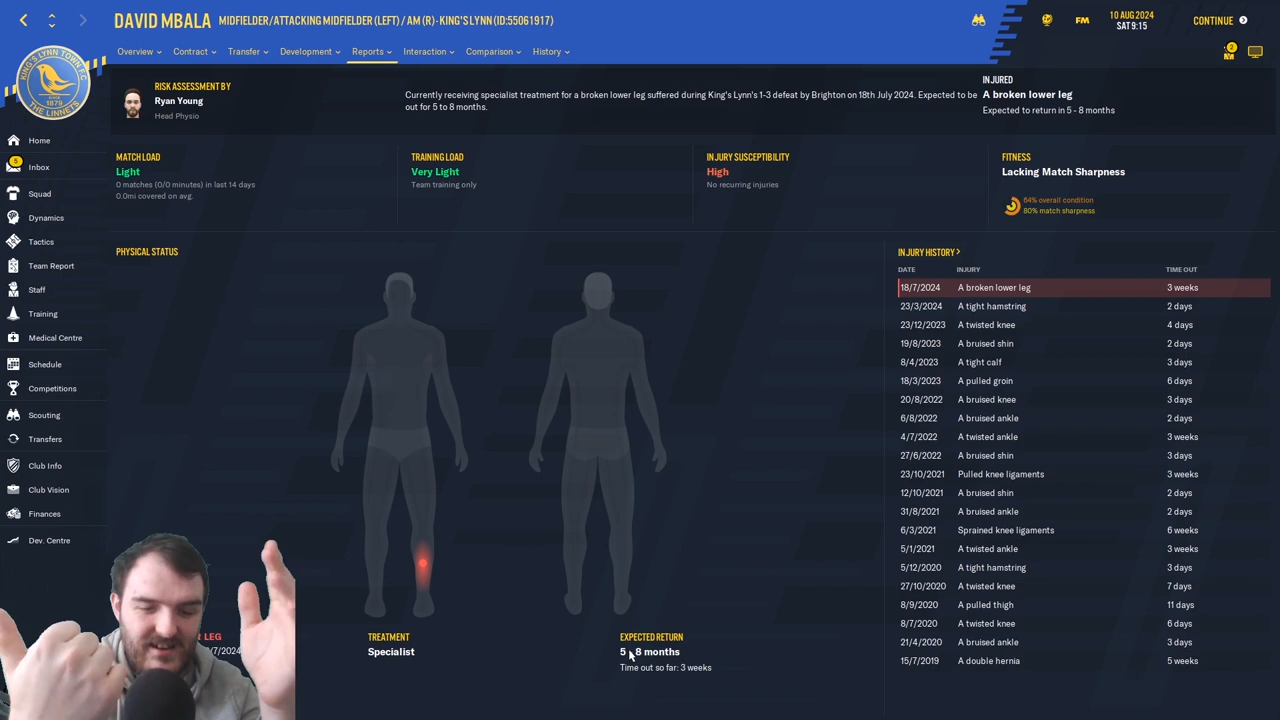 DAVID MBALA MIDFIELDER/ATTACKING MIDFIELDER (LEFT) / AM (R) - KING'S LYNN (ID:55061917)
FM
10 AUG 2024
SAT 9:15
CONTINUE
Overview Contract Transfer Development Reports Interaction Comparison History
2
KING'S LYNN TOWN F.C.
1879
THE LINNETS
Home
5
Inbox
Squad
Dynamics
Tactics
Team Report
Staff
Training
Medical Centre
Schedule
Competitions
Scouting
Transfers
Club Info
Club Vision
Finances
Dev. Centre
RISK ASSESSMENT BY
Ryan Young
Head Physio
Currently receiving specialist treatment for a broken lower leg suffered during King's Lynn's 1-3 defeat by Brighton on 18th July 2024. Expected to be
out for 5 to 8 months.
INJURED
A broken lower leg
Expected to return in 5 - 8 months
MATCH LOAD
Light
0 matches (0/0 minutes) in last 14 days
0.0mi covered on avg.
TRAINING LOAD
Very Light
Team training only
INJURY SUSCEPTIBILITY
High
No recurring injuries
FITNESS
Lacking Match Sharpness
64% overall condition
80% match sharpness
PHYSICAL STATUS
LEG
/7/2024
TREATMENT
Specialist
EXPECTED RETURN
5 - 8 months
Time out so far: 3 weeks
INJURY HISTORY >
DATE INJURY TIME OUT
18/7/2024 A broken lower leg 3 weeks
23/3/2024 A tight hamstring 2 days
23/12/2023 A twisted knee 4 days
19/8/2023 A bruised shin 2 days
8/4/2023 A tight calf 3 days
18/3/2023 A pulled groin 6 days
20/8/2022 A bruised knee 3 days
6/8/2022 A bruised ankle 2 days
4/7/2022 A twisted ankle 3 weeks
27/6/2022 A bruised shin 3 days
23/10/2021 Pulled knee ligaments 3 weeks
12/10/2021 A bruised shin 2 days
31/8/2021 A bruised ankle 2 days
6/3/2021 Sprained knee ligaments 6 weeks
5/1/2021 A twisted ankle 3 weeks
5/12/2020 A tight hamstring 3 days
27/10/2020 A twisted knee 7 days
8/9/2020 A pulled thigh 11 days
8/7/2020 A twisted knee 6 days
21/4/2020 A bruised ankle 3 days
15/7/2019 A double hernia 5 weeks